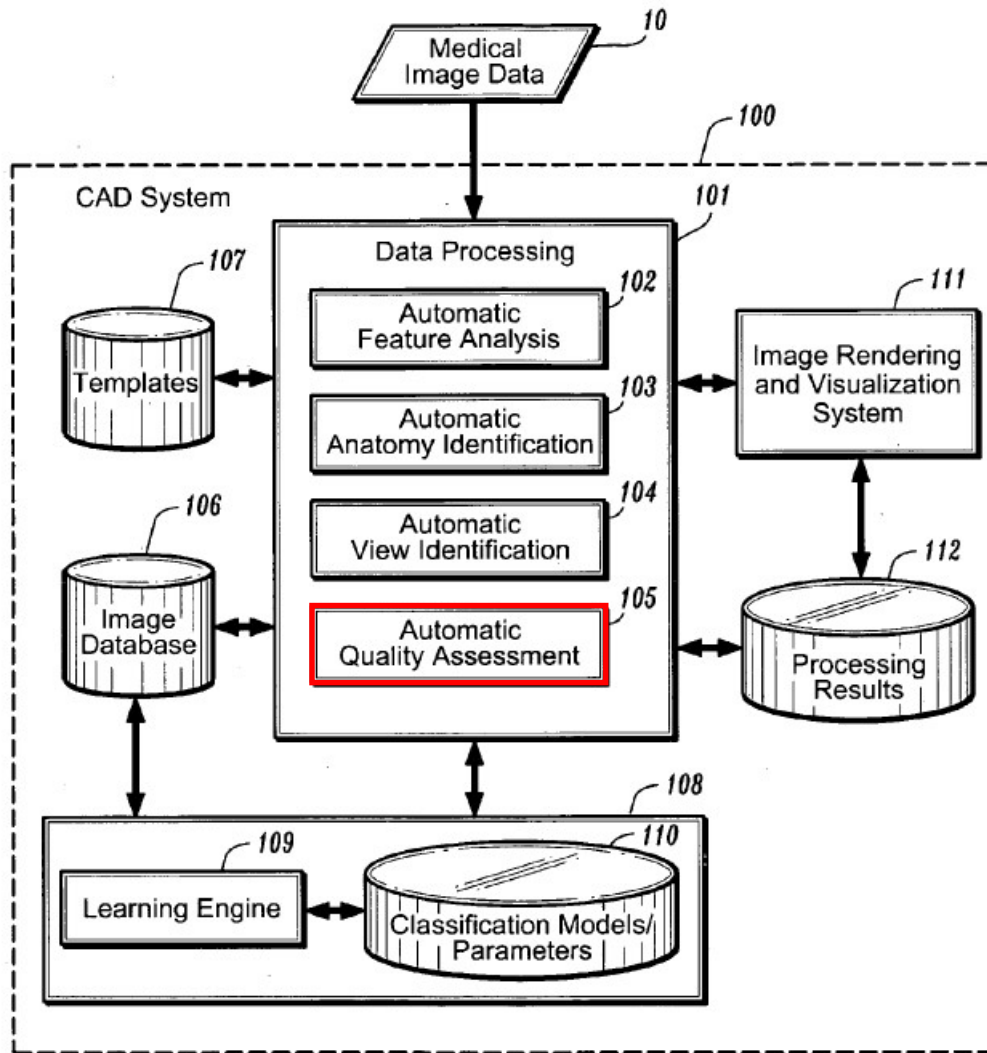 10
Medical
Image Data
100
CAD System
101
Data Processing
107
Templates
102
Automatic
Feature Analysis
103
Automatic
Anatomy Identification
104
Automatic
View Identification
105
Automatic
Quality Assessment
111
Image Rendering
and Visualization
System
106
Image
Database
112
Processing
Results
108
109
Learning Engine
110
Classification Models/
Parameters